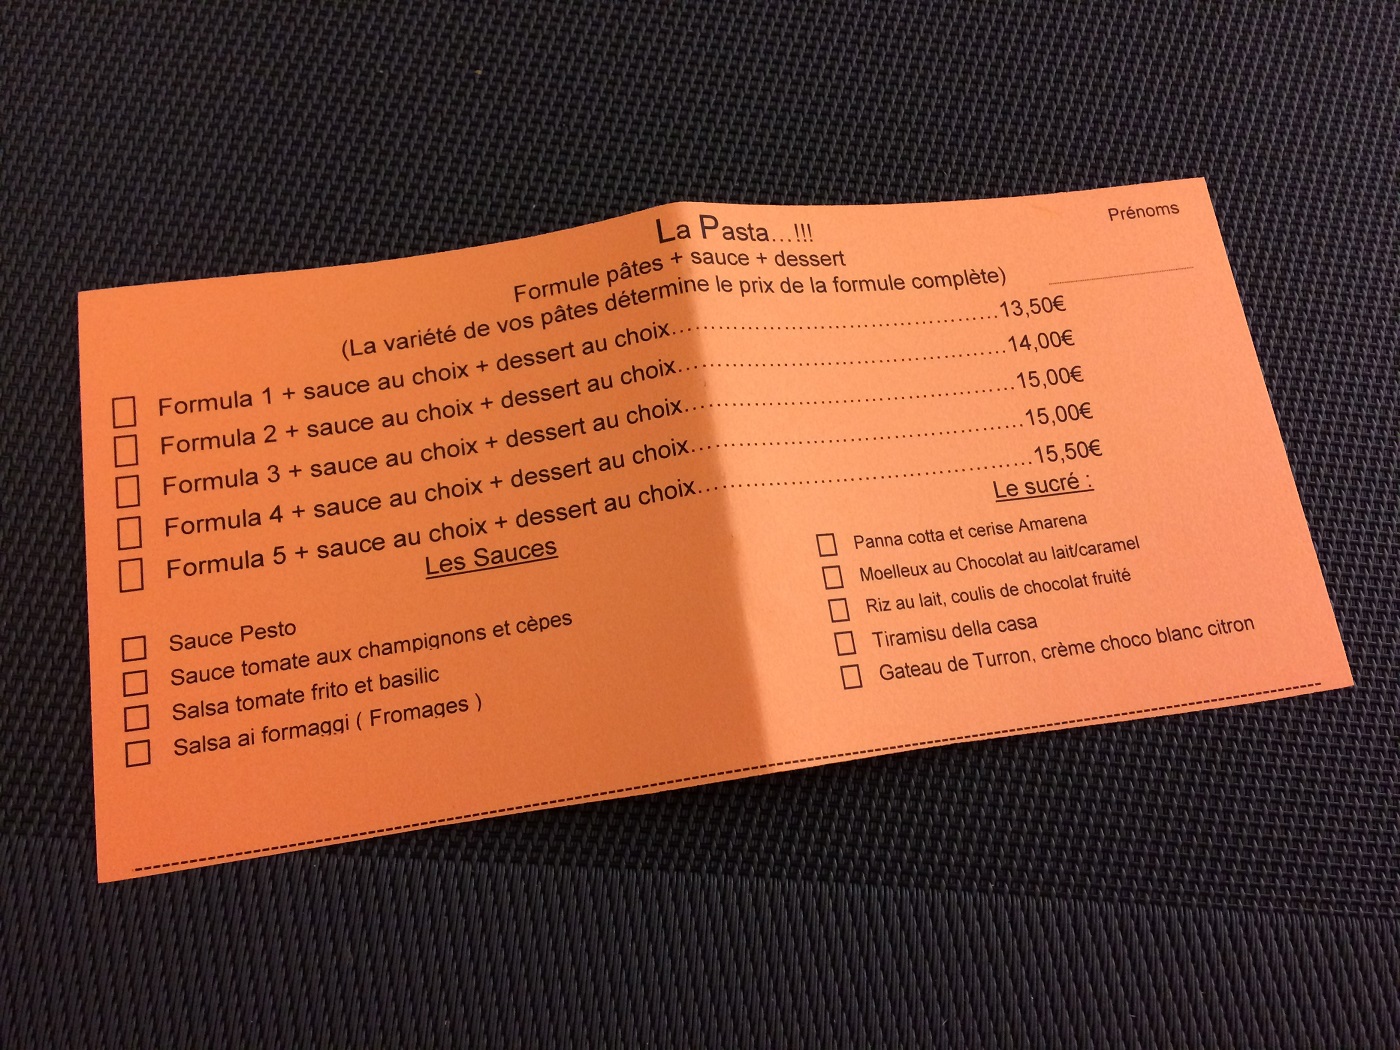 Prénoms
La Pasta...!!!
Formule pâtes + sauce + dessert
(La variété de vos pâtes détermine le prix de la formule complète)
Formula 1 + sauce au choix + dessert au choix...13,50€
Formula 2 + sauce au choix + dessert au choix...14,00€
Formula 3 + sauce au choix + dessert au choix...15,00€
Formula 4 + sauce au choix + dessert au choix...15,00€
Formula 5 + sauce au choix + dessert au choix...15,50€
Les Sauces
Sauce Pesto
Sauce tomate aux champignons et cèpes
Salsa tomate frito et basilic
Salsa ai formaggi ( Fromages )
Le sucré :
Panna cotta et cerise Amarena
Moelleux au Chocolat au lait/caramel
Riz au lait, coulis de chocolat fruité
Tiramisu della casa
Gateau de Turron, crème choco blanc citron